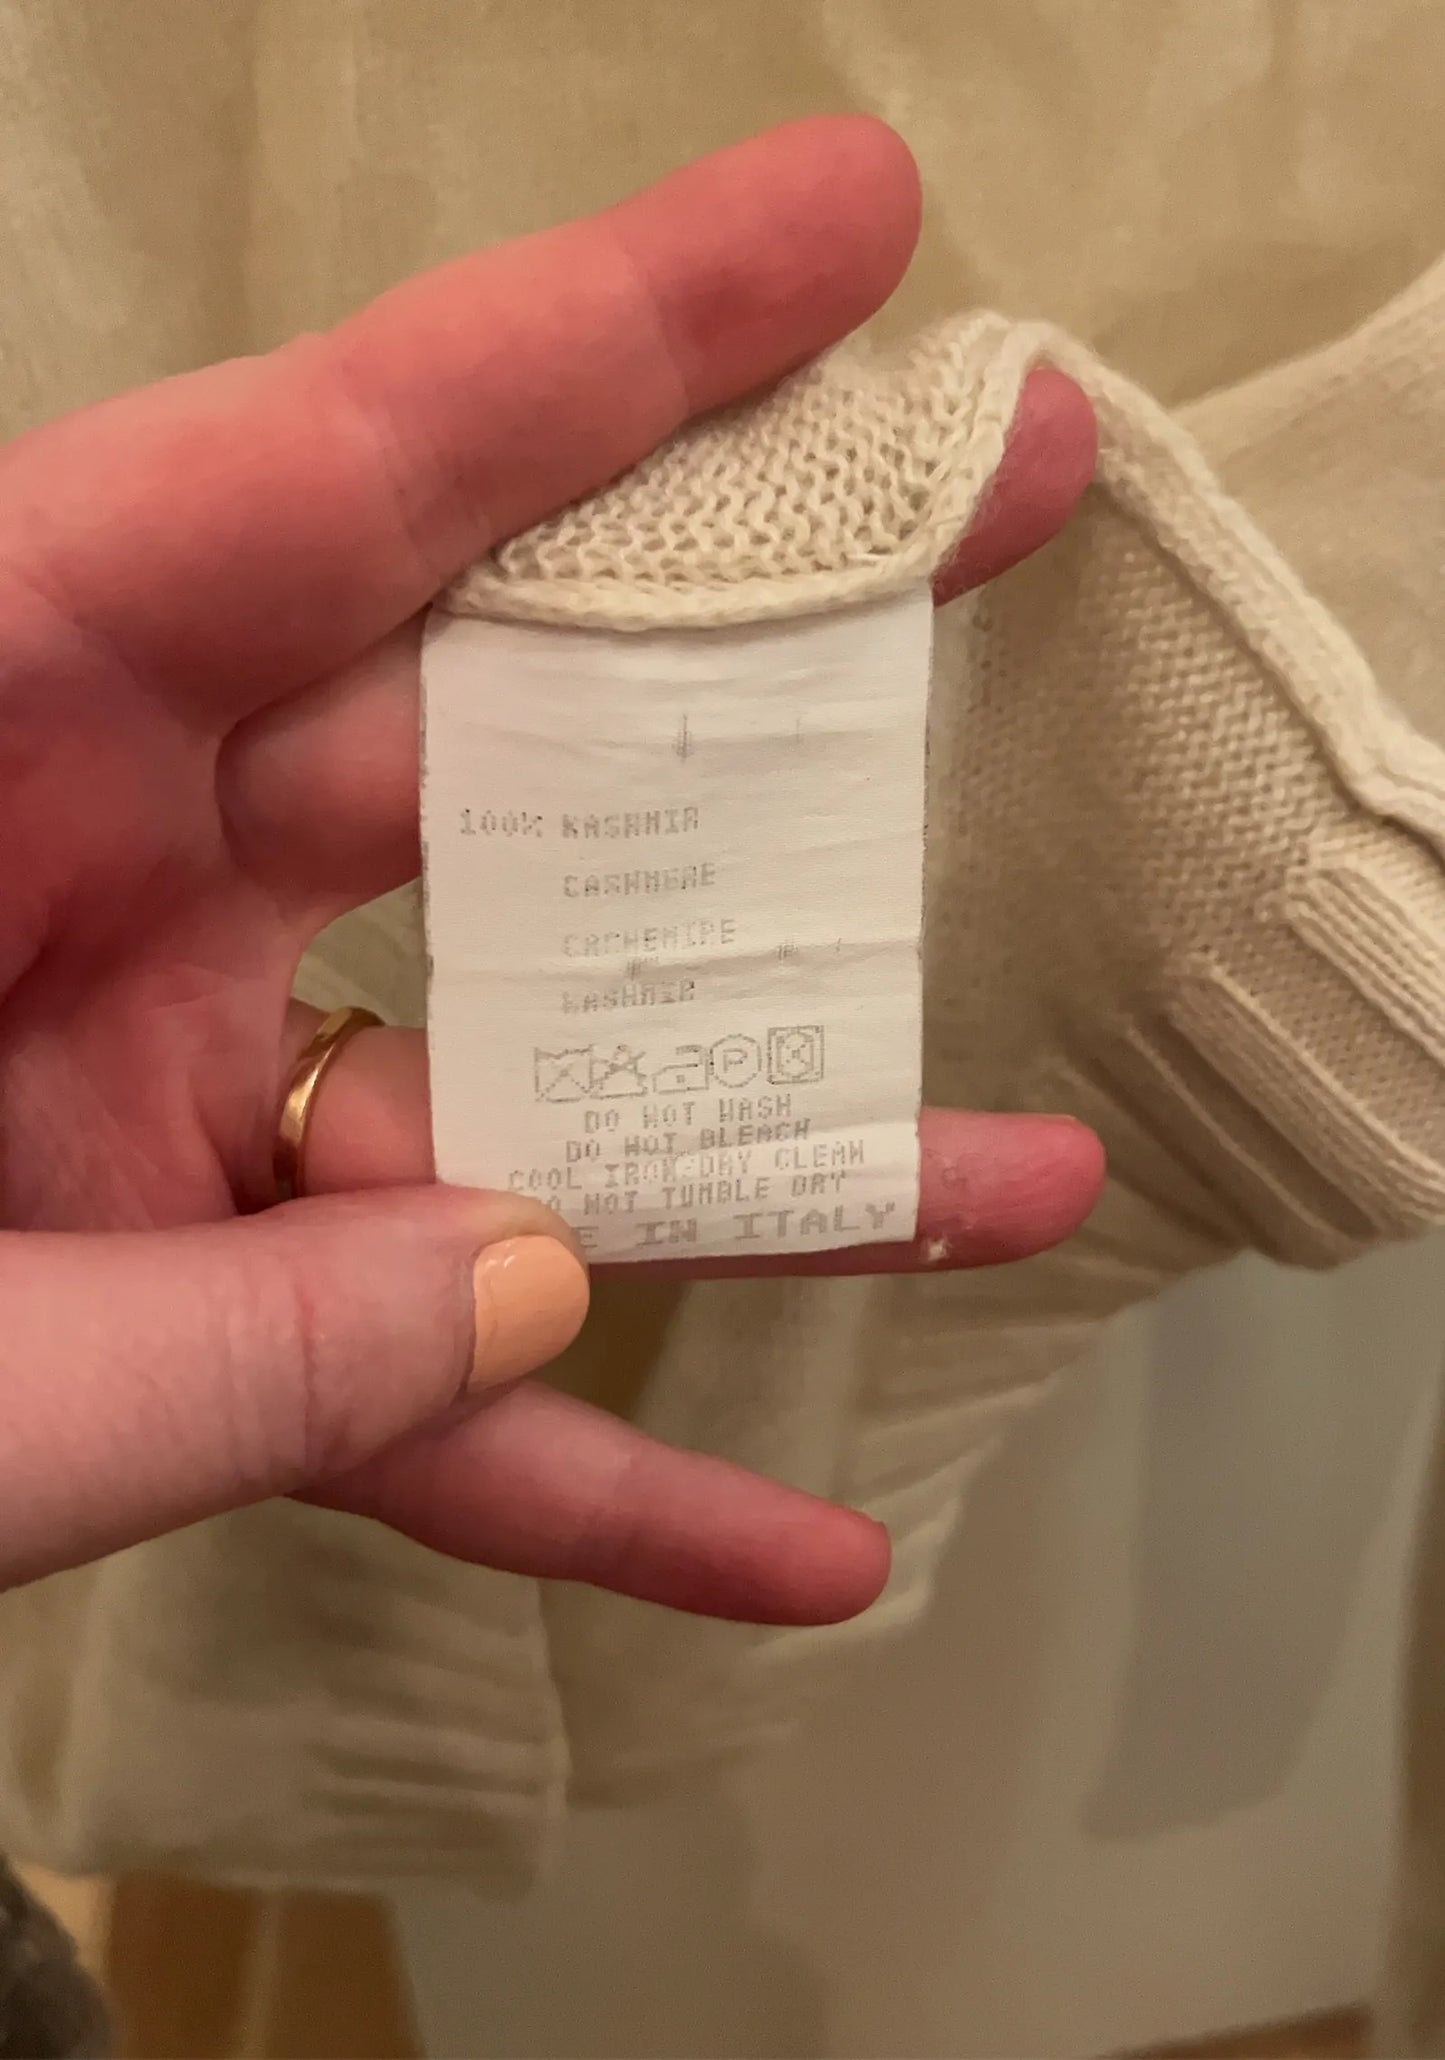 100% KASHMIR
CASHMERE
CACHEMIRE
KASHMIR
P
DO NOT WASH
DO NOT BLEACH
COOL IRON-DRY CLEAN
DO NOT TUMBLE DRY
E IN ITALY